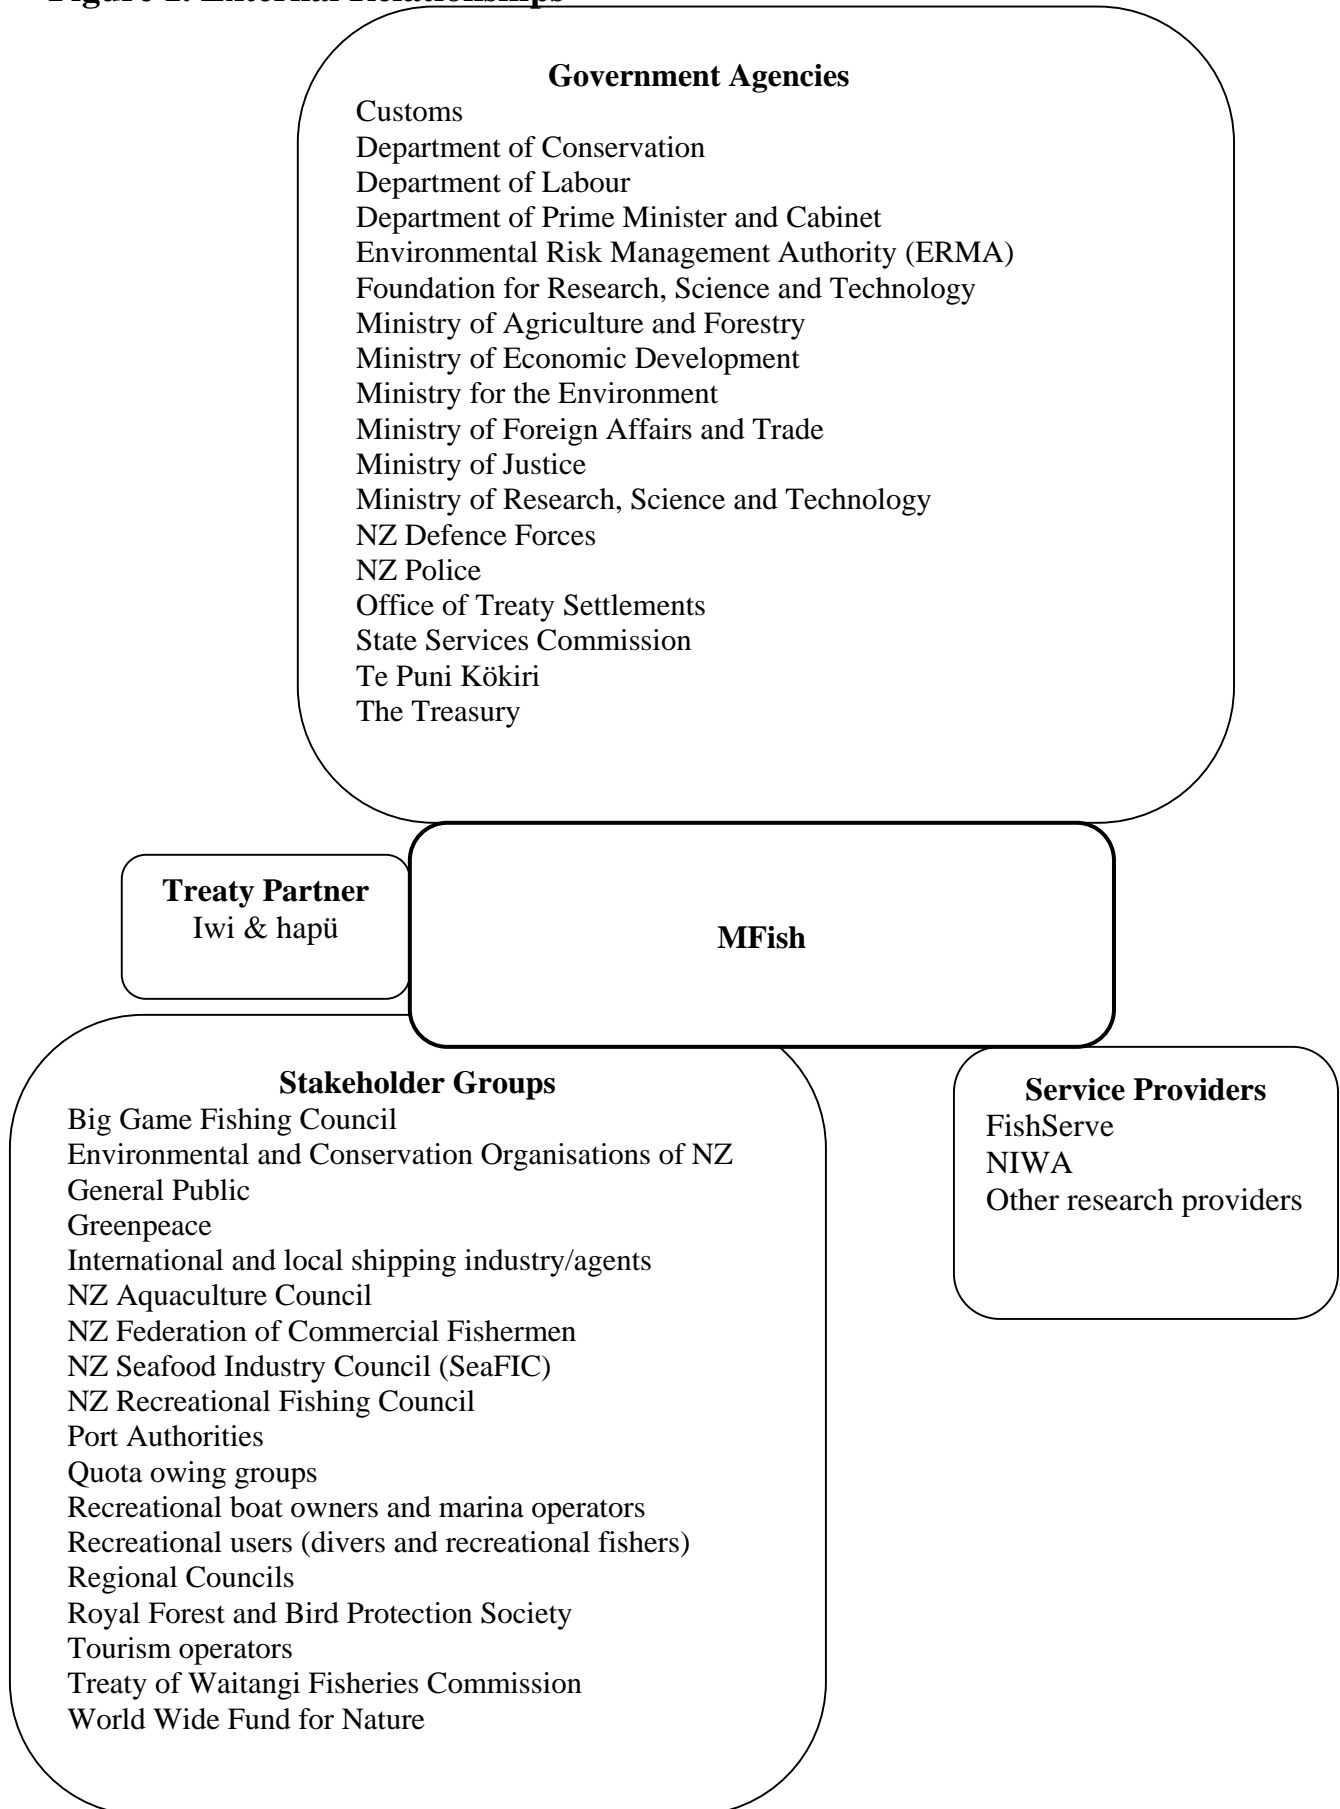 Figure 1: External Relationships
Government Agencies
Customs
Department of Conservation
Department of Labour
Department of Prime Minister and Cabinet
Environmental Risk Management Authority (ERMA)
Foundation for Research, Science and Technology
Ministry of Agriculture and Forestry
Ministry of Economic Development
Ministry for the Environment
Ministry of Foreign Affairs and Trade
Ministry of Justice
Ministry of Research, Science and Technology
NZ Defence Forces
NZ Police
Office of Treaty Settlements
State Services Commission
Te Puni Kökiri
The Treasury
Treaty Partner
Iwi & hapü
MFish
Stakeholder Groups
Big Game Fishing Council
Environmental and Conservation Organisations of NZ
General Public
Greenpeace
International and local shipping industry/agents
NZ Aquaculture Council
NZ Federation of Commercial Fishermen
NZ Seafood Industry Council (SeaFIC)
NZ Recreational Fishing Council
Port Authorities
Quota owing groups
Recreational boat owners and marina operators
Recreational users (divers and recreational fishers)
Regional Councils
Royal Forest and Bird Protection Society
Tourism operators
Treaty of Waitangi Fisheries Commission
World Wide Fund for Nature
Service Providers
FishServe
NIWA
Other research providers